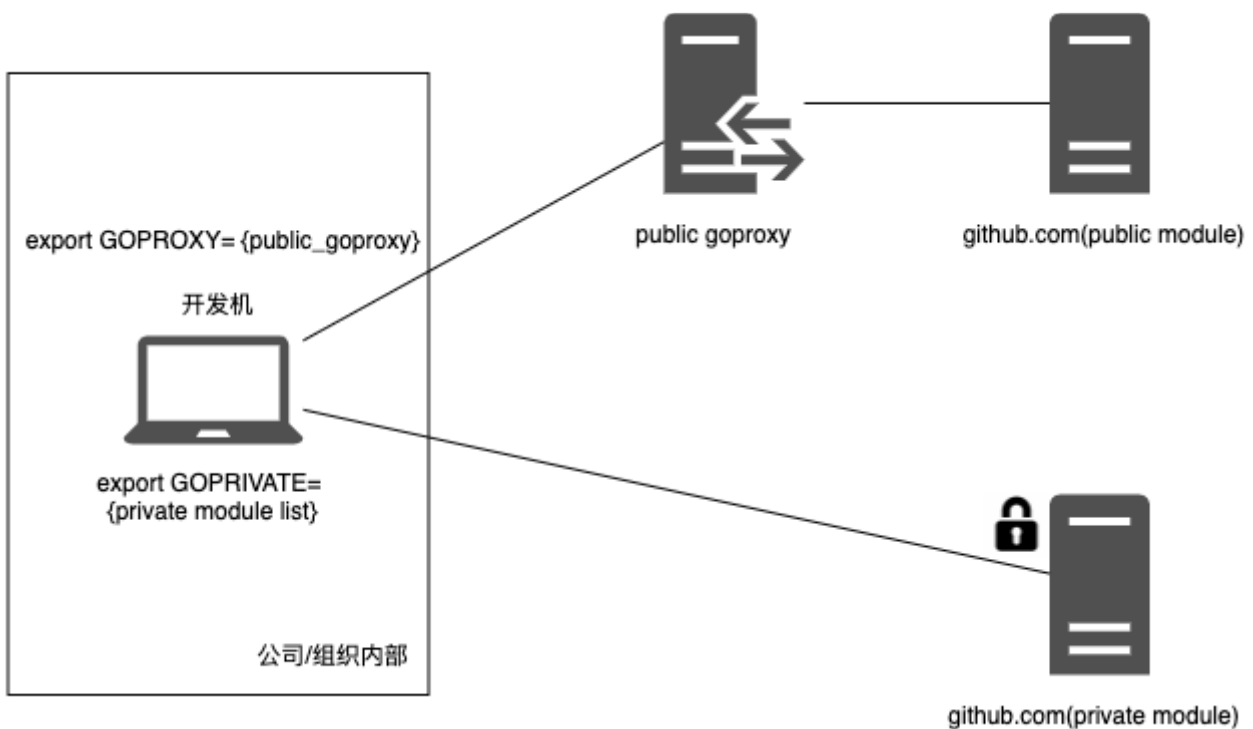 export GOPROXY= {public_goproxy}
开发机
export GOPRIVATE=
{private module list}
公司/组织内部
public goproxy
github.com(public module)
github.com(private module)